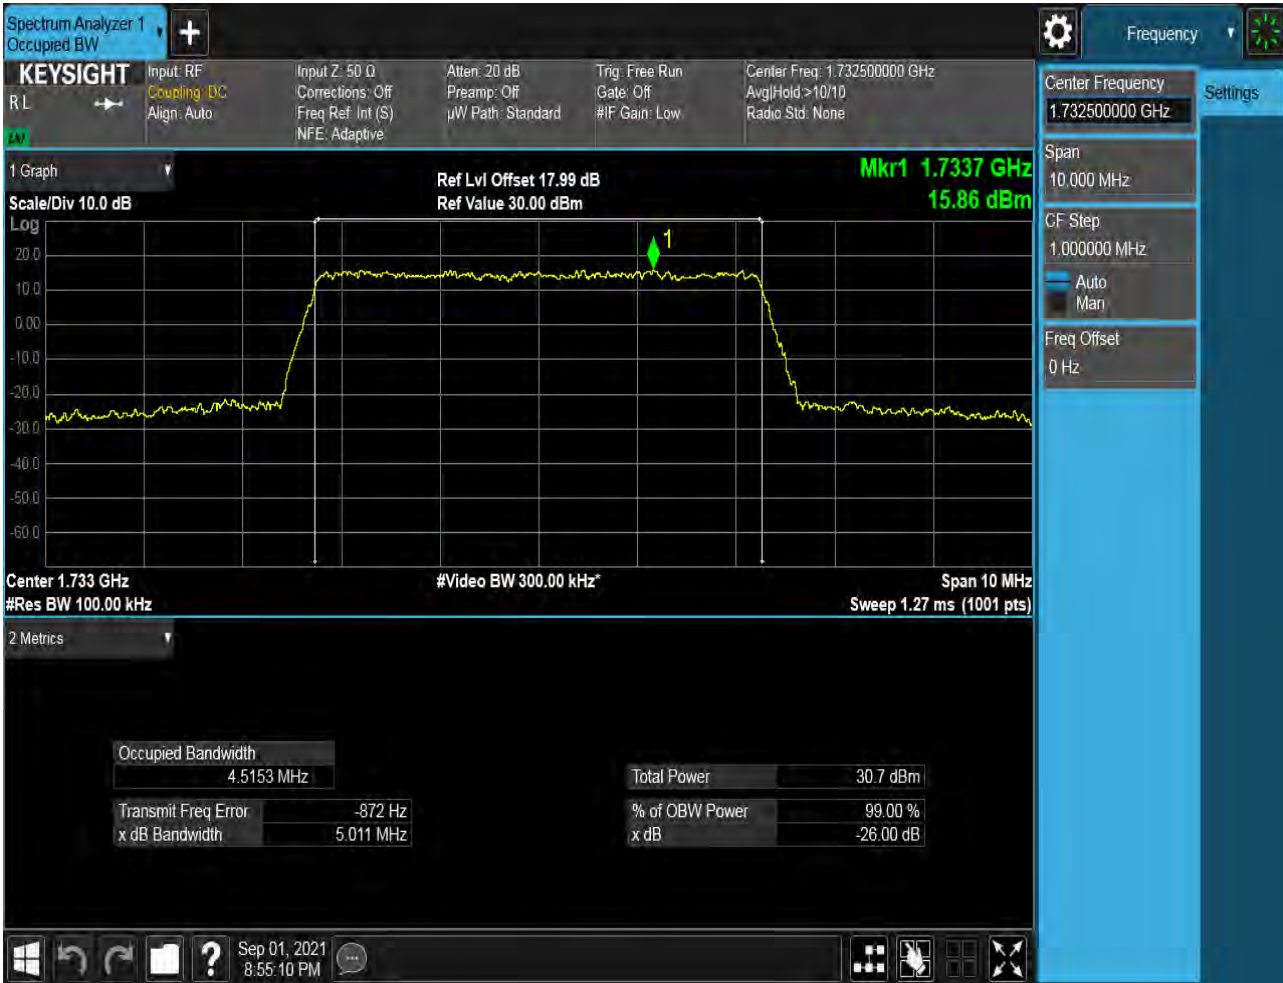 Spectrum Analyzer 1
Occupied BW
Frequency
KEYSIGHT
R L
Input: RF
Coupling: DC
Align: Auto
Input Z: 50 Ω
Corrections: Off
Freq Ref: Int (S)
NFE: Adaptive
Atten: 20 dB
Preamp: Off
µW Path: Standard
Trig: Free Run
Gate: Off
#IF Gain: Low
Center Freq: 1.732500000 GHz
Avg|Hold:>10/10
Radio Std: None
Center Frequency
1.732500000 GHz
Settings
Span
10.000 MHz
CF Step
1.000000 MHz
Auto
Man
Freq Offset
0 Hz
1 Graph
Scale/Div 10.0 dB
Ref Lvl Offset 17.99 dB
Ref Value 30.00 dBm
Mkr1 1.7337 GHz
15.86 dBm
Log
1
20.0
10.0
0.00
-10.0
-20.0
-30.0
-40.0
-50.0
-60.0
Center 1.733 GHz
#Video BW 300.00 kHz*
Span 10 MHz
#Res BW 100.00 kHz
Sweep 1.27 ms (1001 pts)
2 Metrics
Occupied Bandwidth
4.5153 MHz
Total Power 30.7 dBm
Transmit Freq Error -872 Hz
% of OBW Power 99.00 %
x dB Bandwidth 5.011 MHz
x dB -26.00 dB
Sep 01, 2021
8:55:10 PM